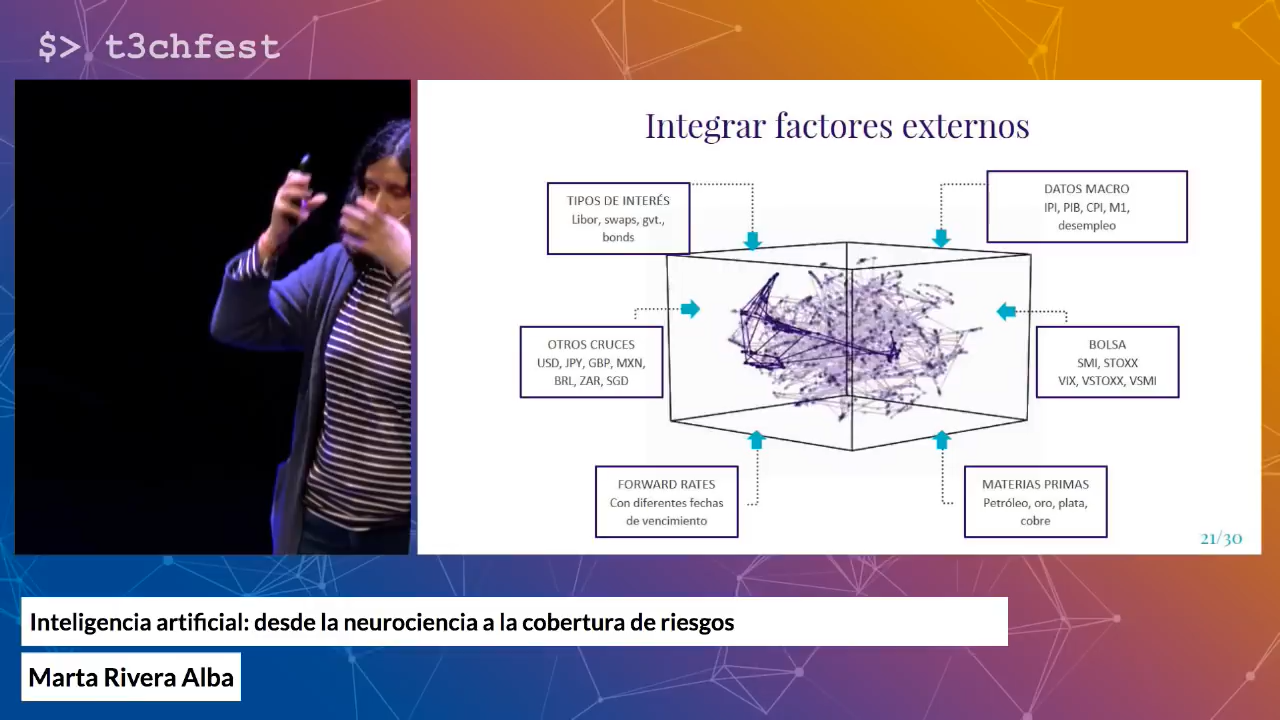 $> t3chfest
Integrar factores externos
TIPOS DE INTERÉS
Libor, swaps, gvt.,
bonds
DATOS MACRO
IPI, PIB, CPI, M1,
desempleo
OTROS CRUCES
USD, JPY, GBP, MXN,
BRL, ZAR, SGD
BOLSA
SMI, STOXX
VIX, VSTOXX, VSMI
FORWARD RATES
Con diferentes fechas
de vencimiento
MATERIAS PRIMAS
Petróleo, oro, plata,
cobre
21/30
Inteligencia artificial: desde la neurociencia a la cobertura de riesgos
Marta Rivera Alba